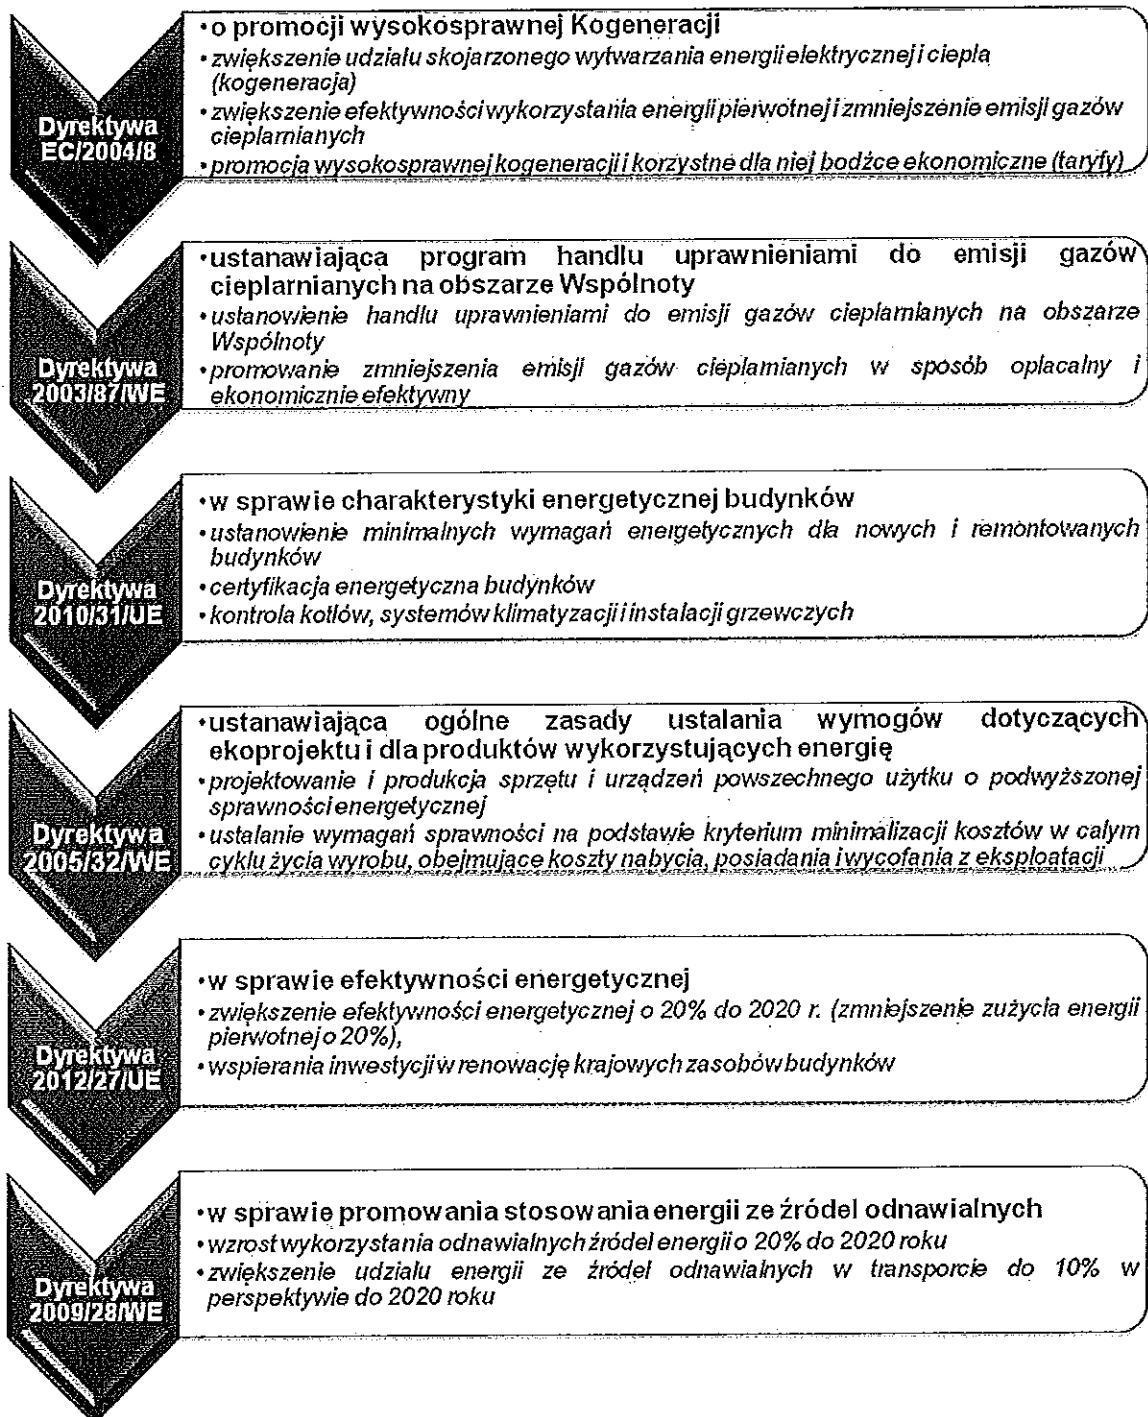 Dyrektywa
EC/2004/8
•o promocji wysokosprawnej Kogeneracji
•zwiększenie udziału skojarzonego wytwarzania energii elektrycznej i ciepła
(kogeneracja)
•zwiększenie efektywności wykorzystania energii pierwotnej i zmniejszenie emisji gazów
cieplarnianych
•promocja wysokosprawnej kogeneracji i korzystne dla niej bodźce ekonomiczne (taryfy)
Dyrektywa
2003/87/WE
•ustanawiająca program handlu uprawnieniami do emisji gazów
cieplarnianych na obszarze Wspólnoty
•ustanowienie handlu uprawnieniami do emisji gazów cieplarnianych na obszarze
Wspólnoty
•promowanie zmniejszenia emisji gazów cieplarnianych w sposób opłacalny i
ekonomicznie efektywny
Dyrektywa
2010/31/UE
•w sprawie charakterystyki energetycznej budynków
•ustanowienie minimalnych wymagań energetycznych dla nowych i remontowanych
budynków
•certyfikacja energetyczna budynków
•kontrola kotłów, systemów klimatyzacji i instalacji grzewczych
Dyrektywa
2005/32/WE
•ustanawiająca ogólne zasady ustalania wymogów dotyczących
ekoprojektu i dla produktów wykorzystujących energię
•projektowanie i produkcja sprzętu i urządzeń powszechnego użytku o podwyższonej
sprawności energetycznej
•ustalanie wymagań sprawności na podstawie kryterium minimalizacji kosztów w całym
cyklu życia wyrobu, obejmujące koszty nabycia, posiadania i wycofania z eksploatacji
Dyrektywa
2012/27/UE
•w sprawie efektywności energetycznej
•zwiększenie efektywności energetycznej o 20% do 2020 r. (zmniejszenie zużycia energii
pierwotnej o 20%),
•wspierania inwestycji w renowację krajowych zasobów budynków
Dyrektywa
2009/28/WE
•w sprawie promowania stosowania energii ze źródeł odnawialnych
•wzrost wykorzystania odnawialnych źródeł energii o 20% do 2020 roku
•zwiększenie udziału energii ze źródeł odnawialnych w transporcie do 10% w
perspektywie do 2020 roku